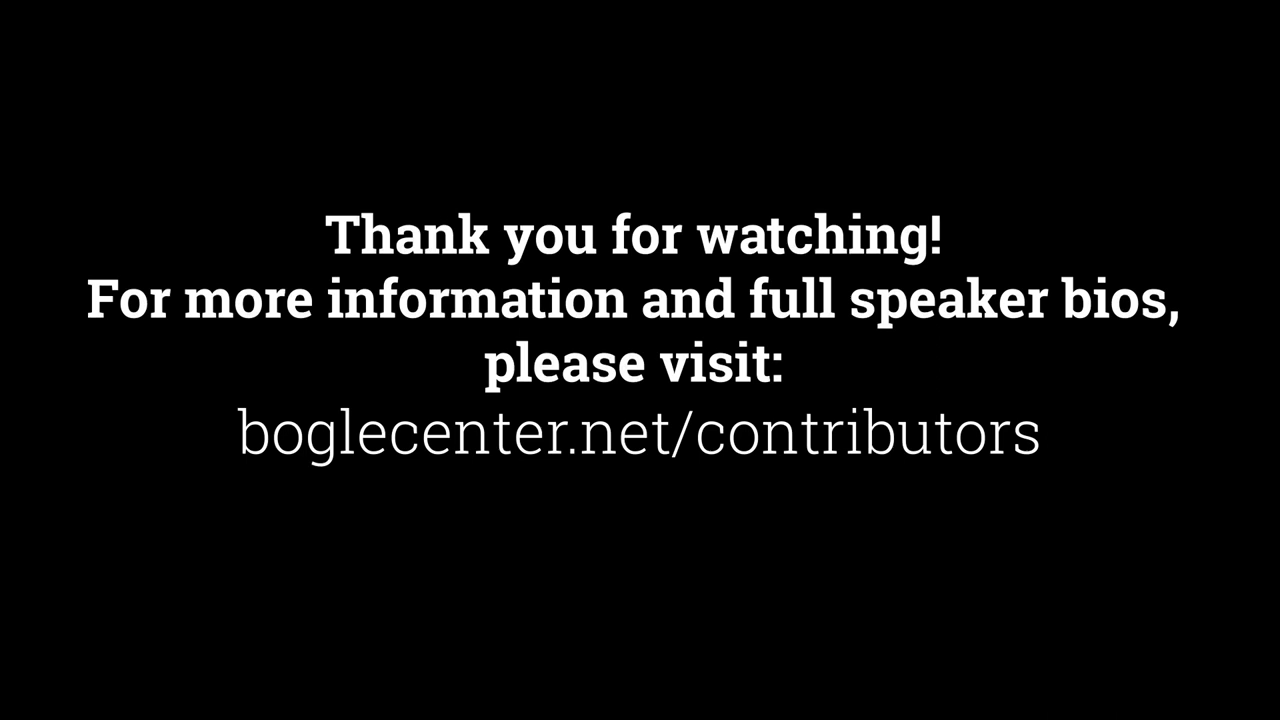 Thank you for watching!
For more information and full speaker bios,
please visit:
boglecenter.net/contributors